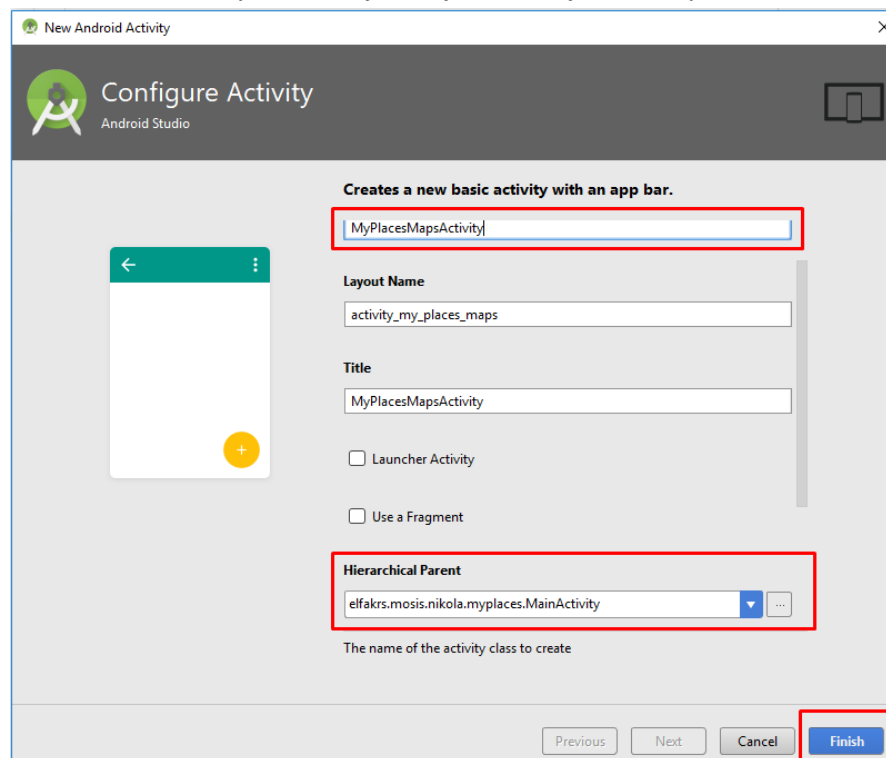 New Android Activity
Configure Activity
Android Studio
Creates a new basic activity with an app bar.
MyPlacesMapsActivity
Layout Name
activity_my_places_maps
Title
MyPlacesMapsActivity
Launcher Activity
Use a Fragment
Hierarchical Parent
elfakrs.mosis.nikola.myplaces.MainActivity
...
The name of the activity class to create
Previous
Next
Cancel
Finish